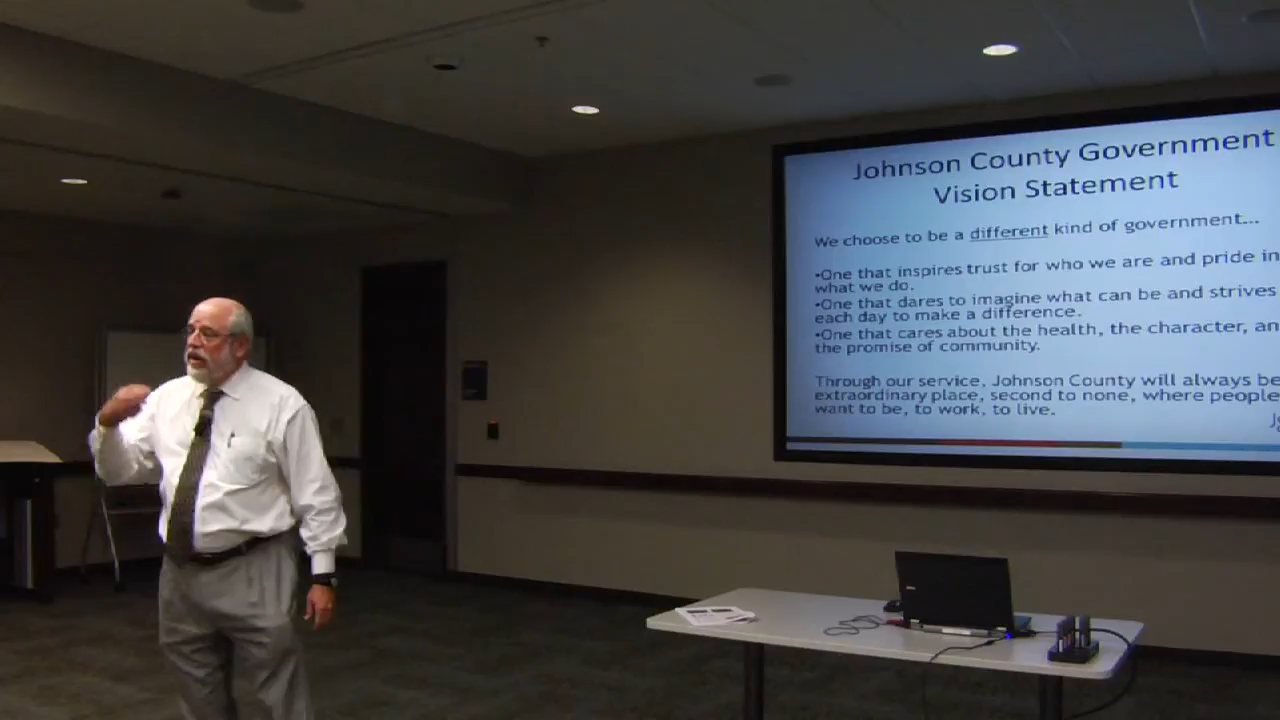 Johnson County Government
Vision Statement
We choose to be a different kind of government...
•One that inspires trust for who we are and pride in
what we do.
•One that dares to imagine what can be and strives
each day to make a difference.
•One that cares about the health, the character, an
the promise of community.
Through our service, Johnson County will always be
extraordinary place, second to none, where people
want to be, to work, to live.